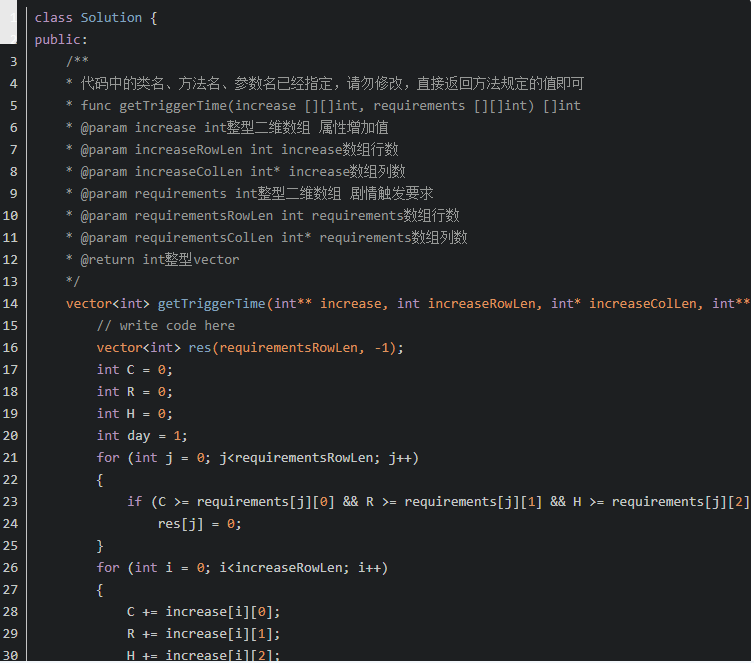 1 class Solution {
2 public:
3     /**
4     * 代码中的类名、方法名、参数名已经指定，请勿修改，直接返回方法规定的值即可
5     * func getTriggerTime(increase [][]int, requirements [][]int) []int
6     * @param increase int整型二维数组 属性增加值
7     * @param increaseRowLen int increase数组行数
8     * @param increaseColLen int* increase数组列数
9     * @param requirements int整型二维数组 剧情触发要求
10     * @param requirementsRowLen int requirements数组行数
11     * @param requirementsColLen int* requirements数组列数
12     * @return int整型vector
13     */
14     vector<int> getTriggerTime(int** increase, int increaseRowLen, int* increaseColLen, int**
15         // write code here
16         vector<int> res(requirementsRowLen, -1);
17         int C = 0;
18         int R = 0;
19         int H = 0;
20         int day = 1;
21         for (int j = 0; j<requirementsRowLen; j++)
22         {
23             if (C >= requirements[j][0] && R >= requirements[j][1] && H >= requirements[j][2]
24                 res[j] = 0;
25         }
26         for (int i = 0; i<increaseRowLen; i++)
27         {
28             C += increase[i][0];
29             R += increase[i][1];
30             H += increase[i][2];